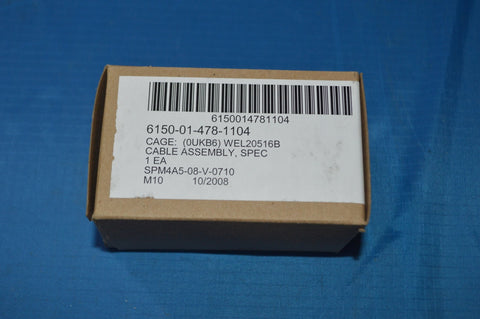 6150014781104
6150-01-478-1104
CAGE: (0UKB6) WEL20516B
CABLE ASSEMBLY, SPEC
1 EA
SPM4A5-08-V-0710
M10 10/2008